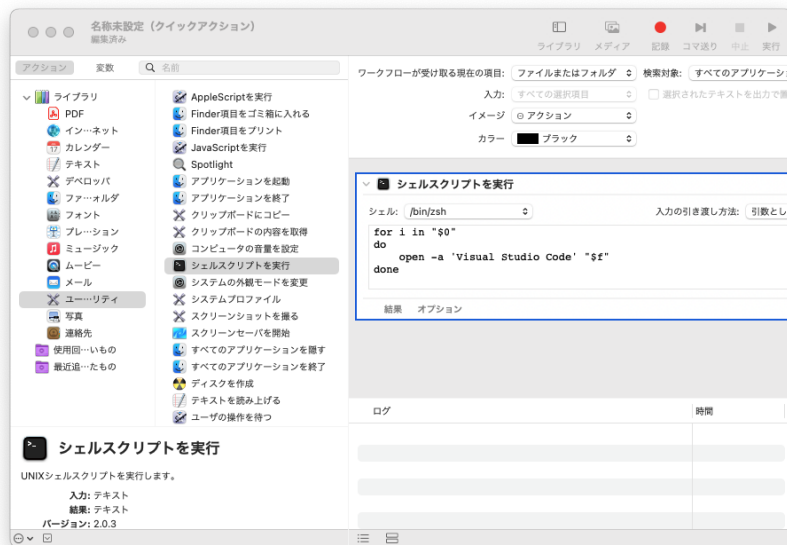 名称未設定（クイックアクション）
編集済み
ライブラリ
メディア
記録
コマ送り
中止
実行
アクション
変数
名前
ライブラリ
PDF
イン…ネット
カレンダー
テキスト
デベロッパ
ファ…ォルダ
フォント
プレ…ーション
ミュージック
ムービー
メール
ユー…リティ
写真
連絡先
使用回…いもの
最近追…たもの
AppleScriptを実行
Finder項目をゴミ箱に入れる
Finder項目をプリント
JavaScriptを実行
Spotlight
アプリケーションを起動
アプリケーションを終了
クリップボードにコピー
クリップボードの内容を取得
コンピュータの音量を設定
シェルスクリプトを実行
システムの外観モードを変更
システムプロファイル
スクリーンショットを撮る
スクリーンセーバを開始
すべてのアプリケーションを隠す
すべてのアプリケーションを終了
ディスクを作成
テキストを読み上げる
ユーザの操作を待つ
シェルスクリプトを実行
UNIXシェルスクリプトを実行します。
入力: テキスト
結果: テキスト
バージョン: 2.0.3
ワークフローが受け取る現在の項目: ファイルまたはフォルダ 検索対象: すべてのアプリケーシ
入力: すべての選択項目 選択されたテキストを出力で置
イメージ アクション
カラー ブラック
シェルスクリプトを実行
シェル: /bin/zsh 入力の引き渡し方法: 引数とし
for i in "$0"
do
open -a 'Visual Studio Code' "$f"
done
結果 オプション
ログ 時間